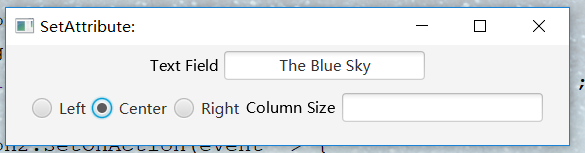 SetAttribute:
Text Field The Blue Sky
Left Center Right Column Size
;